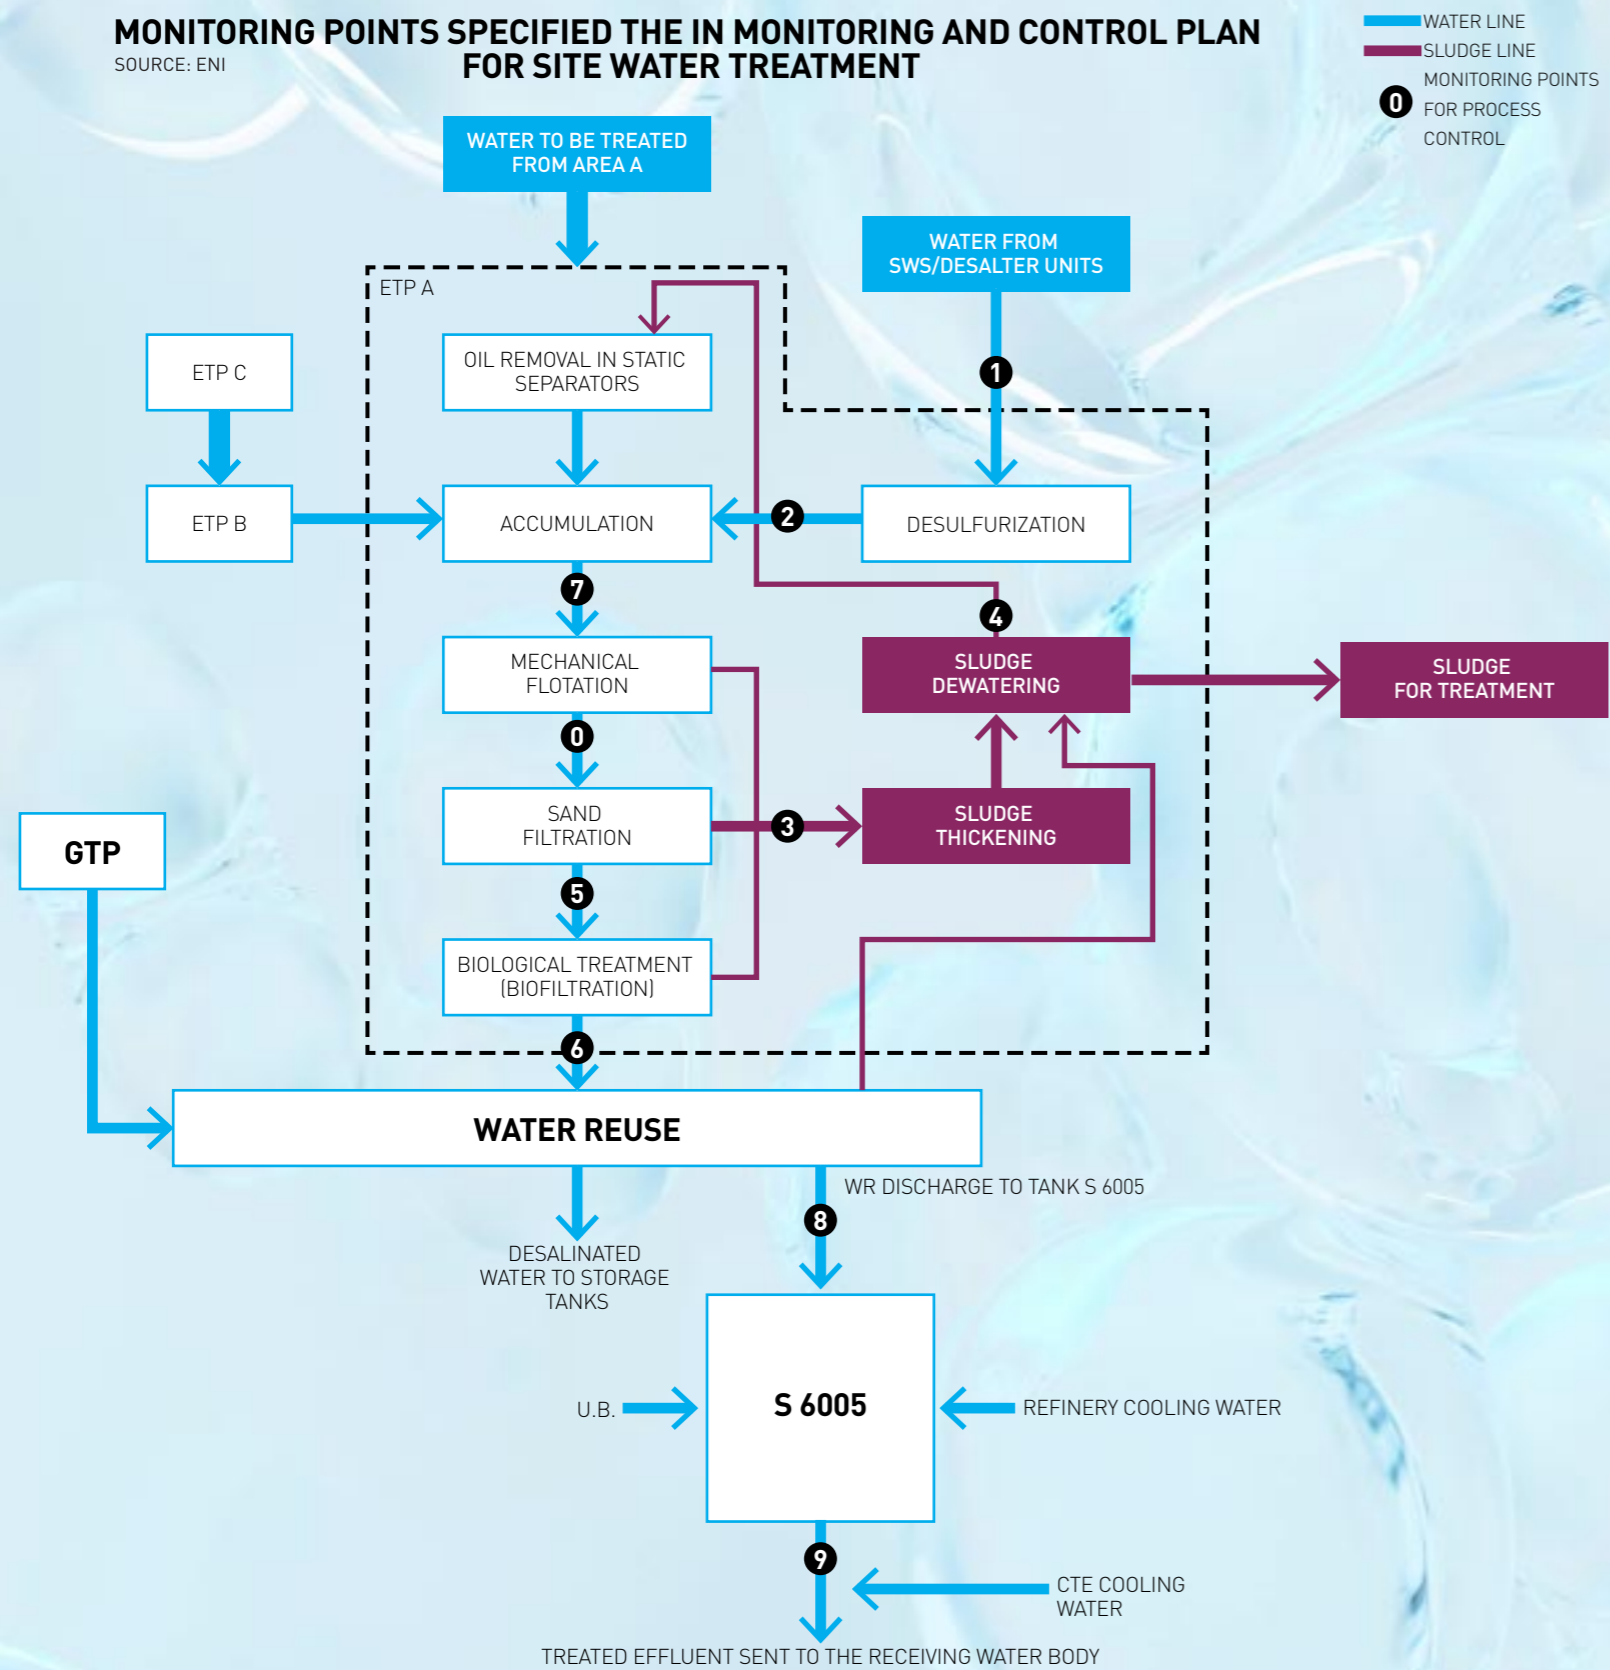 MONITORING POINTS SPECIFIED THE IN MONITORING AND CONTROL PLAN
FOR SITE WATER TREATMENT
SOURCE: ENI
WATER LINE
SLUDGE LINE
0
MONITORING POINTS
FOR PROCESS
CONTROL
WATER TO BE TREATED
FROM AREA A
WATER FROM
SWS/DESALTER UNITS
ETP A
ETP C
OIL REMOVAL IN STATIC
SEPARATORS
1
ETP B
ACCUMULATION
2
DESULFURIZATION
7
4
MECHANICAL
FLOTATION
SLUDGE
DEWATERING
SLUDGE
FOR TREATMENT
0
SAND
FILTRATION
3
SLUDGE
THICKENING
GTP
5
BIOLOGICAL TREATMENT
(BIOFILTRATION)
6
WATER REUSE
WR DISCHARGE TO TANK S 6005
8
DESALINATED
WATER TO STORAGE
TANKS
U.B.
S 6005
REFINERY COOLING WATER
9
CTE COOLING
WATER
TREATED EFFLUENT SENT TO THE RECEIVING WATER BODY